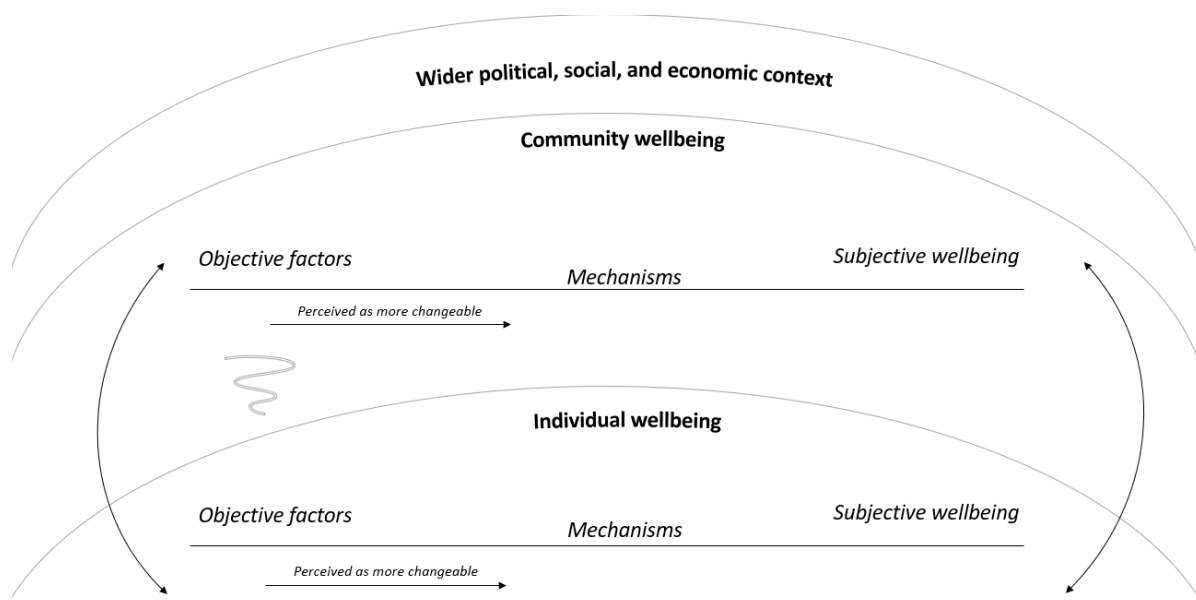 Wider political, social, and economic context
Community wellbeing
Objective factors
Mechanisms
Subjective wellbeing
Perceived as more changeable
Individual wellbeing
Objective factors
Mechanisms
Subjective wellbeing
Perceived as more changeable